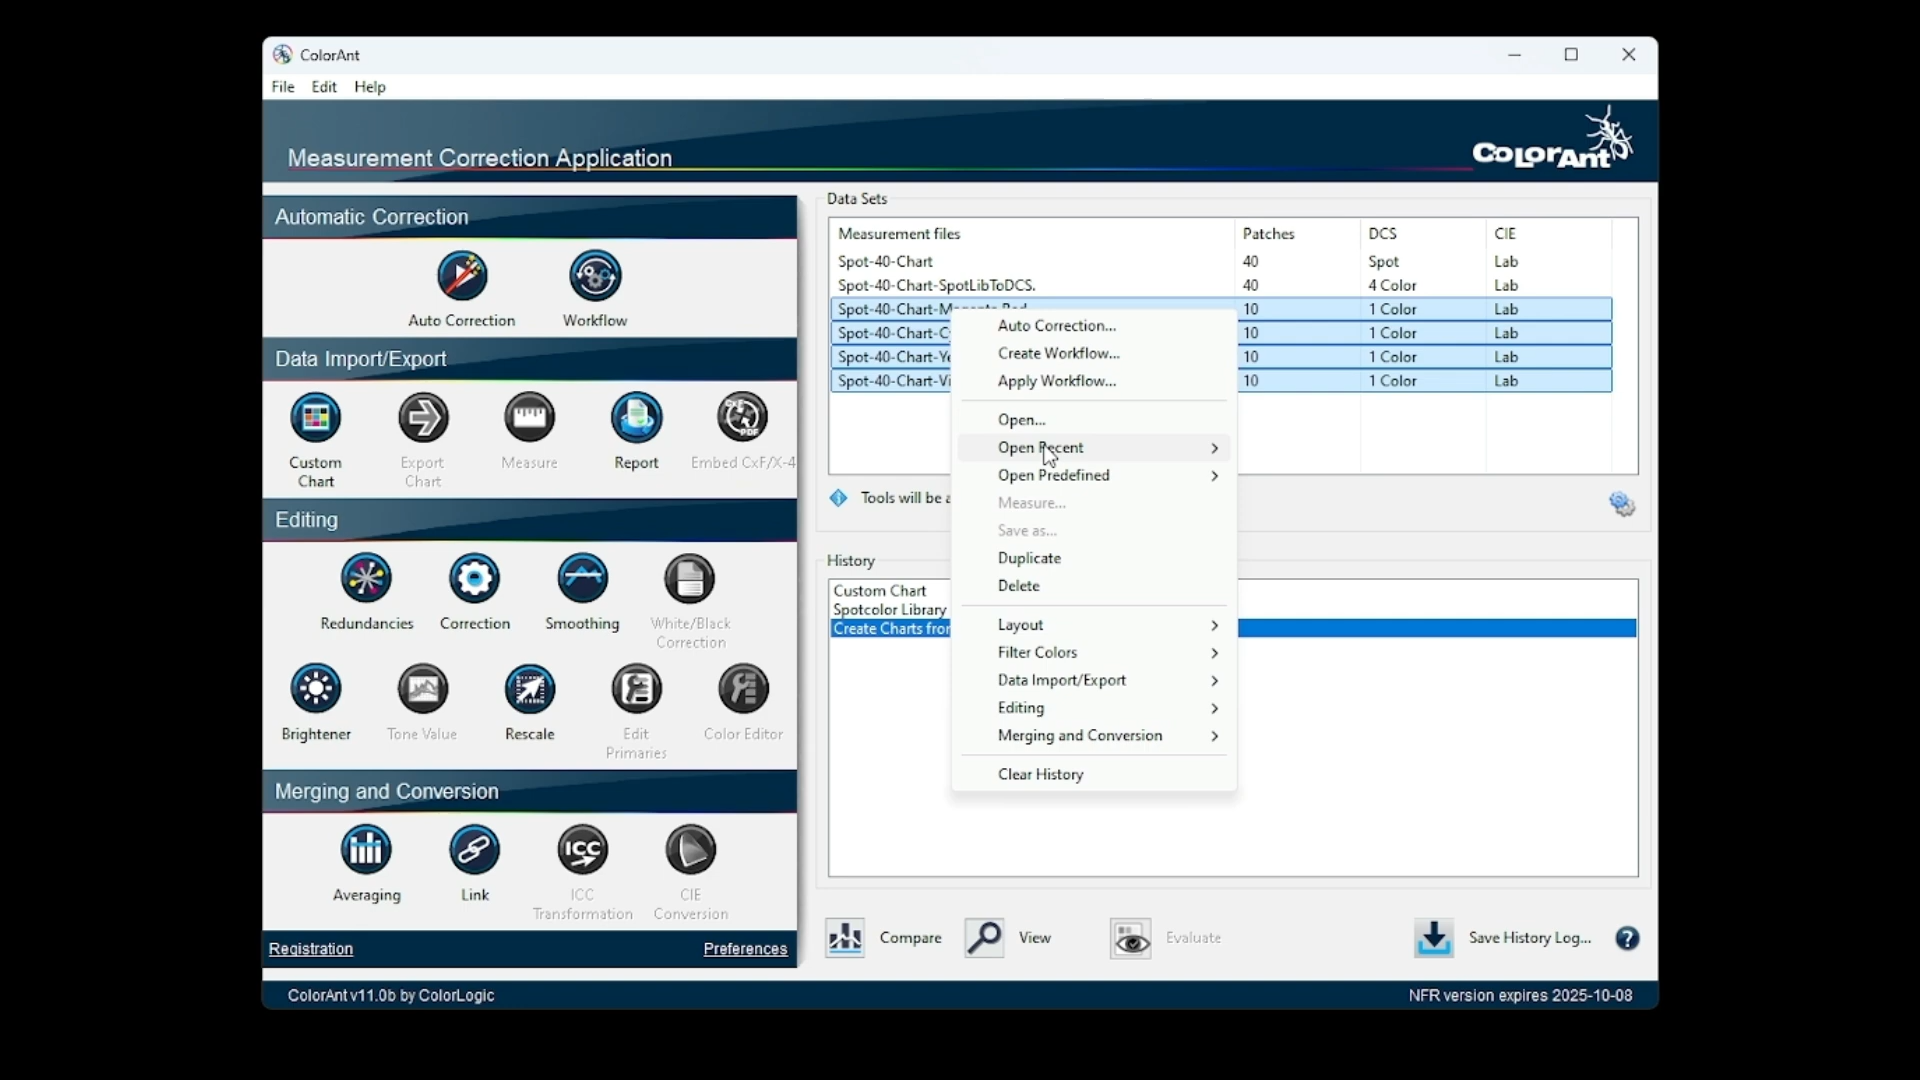 ColorAnt
File Edit Help
Measurement Correction Application
ColorAnt
Automatic Correction
Auto Correction Workflow
Data Import/Export
Custom Chart
Export Chart
Measure
Report
Embed CxF/X-4
Editing
Redundancies
Correction
Smoothing
White/Black Correction
Brightener
Tone Value
Rescale
Edit Primaries
Color Editor
Merging and Conversion
Averaging
Link
ICC Transformation
CIE Conversion
Registration Preferences
Data Sets
Measurement files Patches DCS CIE
Spot-40-Chart 40 Spot Lab
Spot-40-Chart-SpotLibToDCS. 40 4 Color Lab
Spot-40-Chart-Magenta Red 10 1 Color Lab
Spot-40-Chart-C 10 1 Color Lab
Spot-40-Chart-Ye 10 1 Color Lab
Spot-40-Chart-Vi 10 1 Color Lab
Tools will be
Auto Correction...
Create Workflow...
Apply Workflow...
Open...
Open Recent
Open Predefined
Measure...
Save as...
Duplicate
Delete
Layout
Filter Colors
Data Import/Export
Editing
Merging and Conversion
Clear History
History
Custom Chart
Spotcolor Library
Create Charts from
Compare View Evaluate Save History Log... ?
ColorAnt v11.0b by ColorLogic NFR version expires 2025-10-08